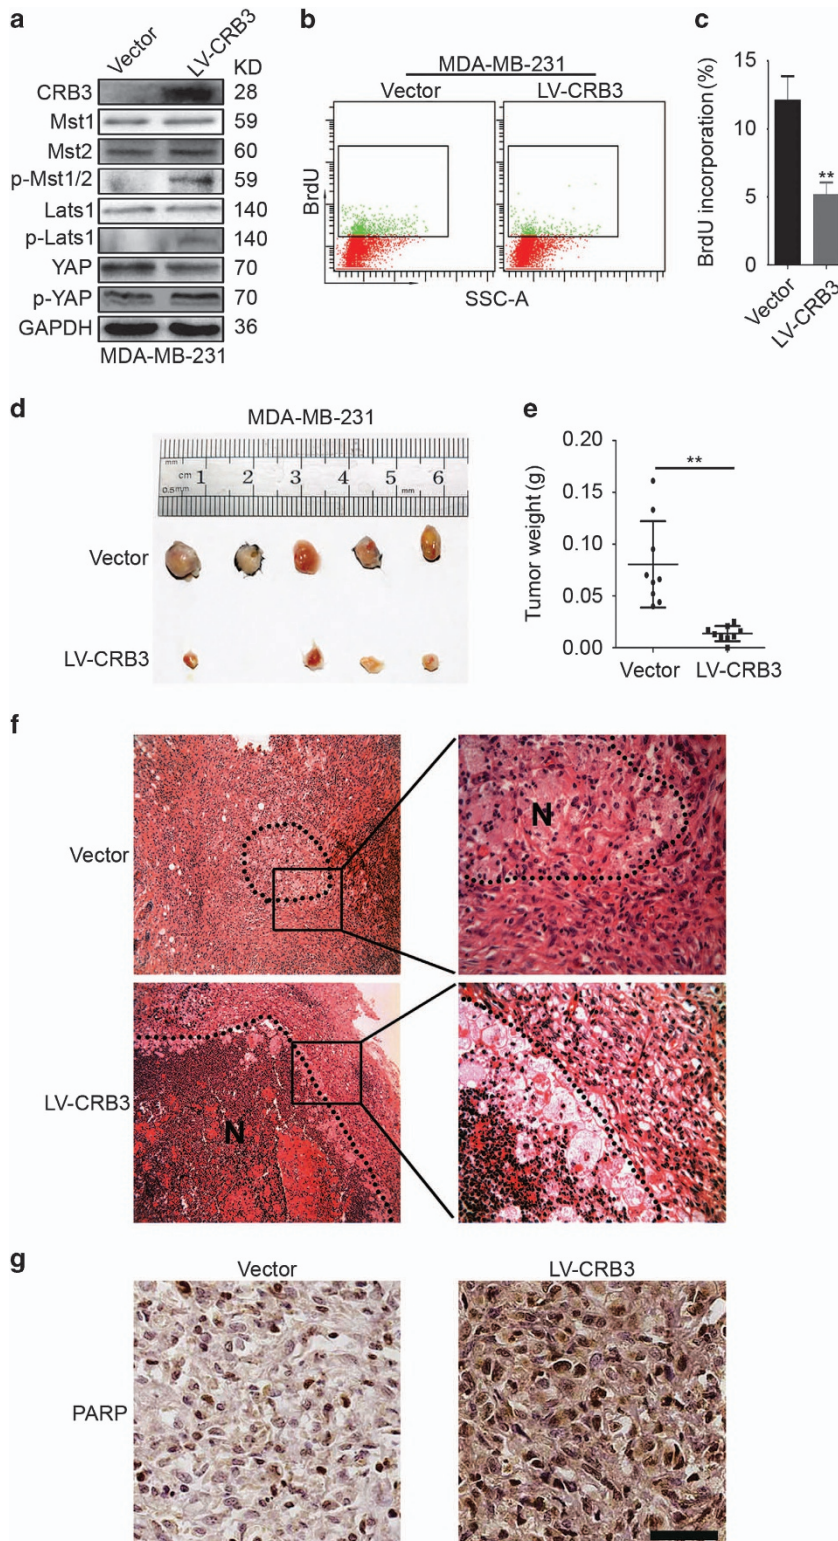 a
Vector
LV-CRB3
KD
CRB3
28
Mst1
59
Mst2
60
p-Mst1/2
59
Lats1
140
p-Lats1
140
YAP
70
p-YAP
70
GAPDH
36
MDA-MB-231
b
MDA-MB-231
Vector
LV-CRB3
BrdU
SSC-A
c
BrdU incorporation (%)
15
10
5
0
**
Vector
LV-CRB3
d
MDA-MB-231
mm
cm
0.5mm
1 2 3 4 5 6
mm
Vector
LV-CRB3
e
Tumor weight (g)
0.20
0.15
0.10
0.05
0.00
**
Vector
LV-CRB3
f
Vector
N
N
LV-CRB3
g
Vector
LV-CRB3
PARP